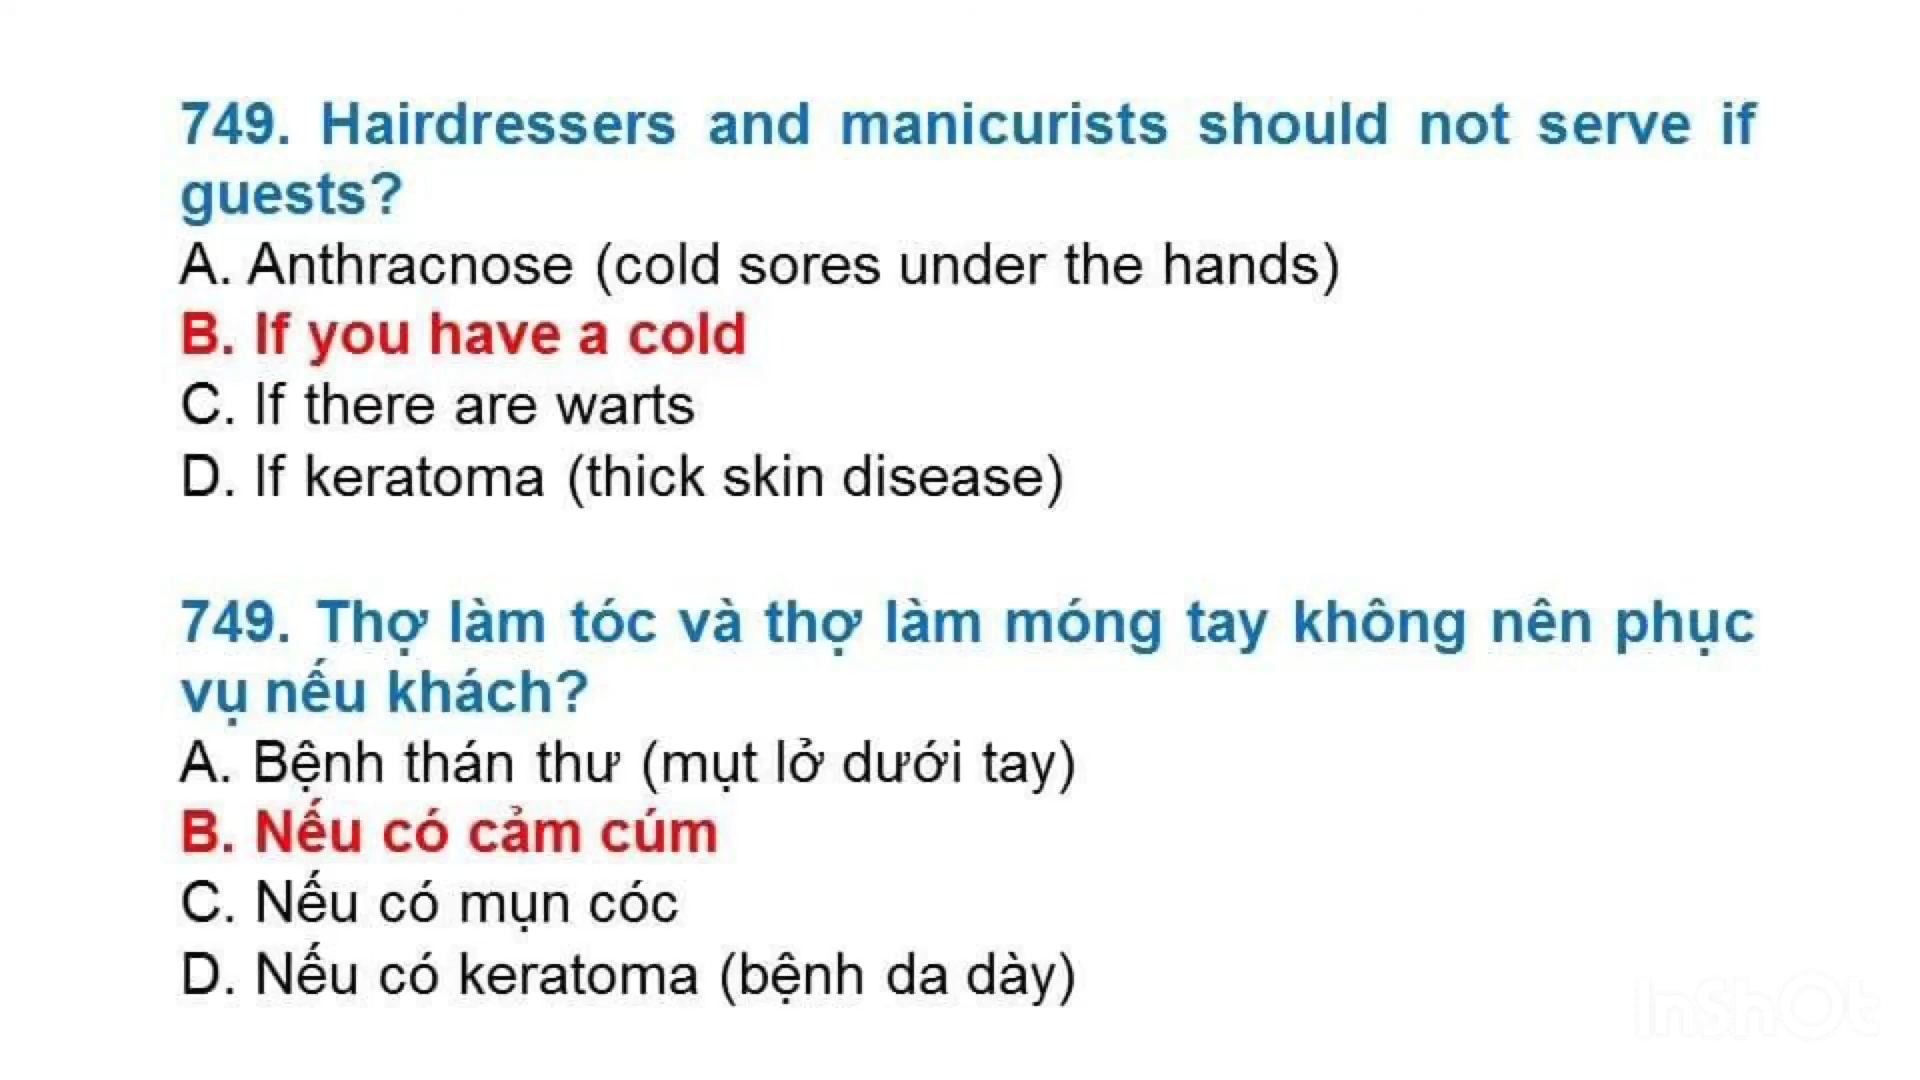 749. Hairdressers and manicurists should not serve if
guests?
A. Anthracnose (cold sores under the hands)
B. If you have a cold
C. If there are warts
D. If keratoma (thick skin disease)
749. Thợ làm tóc và thợ làm móng tay không nên phục
vụ nếu khách?
A. Bệnh thán thư (mụt lở dưới tay)
B. Nếu có cảm cúm
C. Nếu có mụn cóc
D. Nếu có keratoma (bệnh da dày)
InShOt